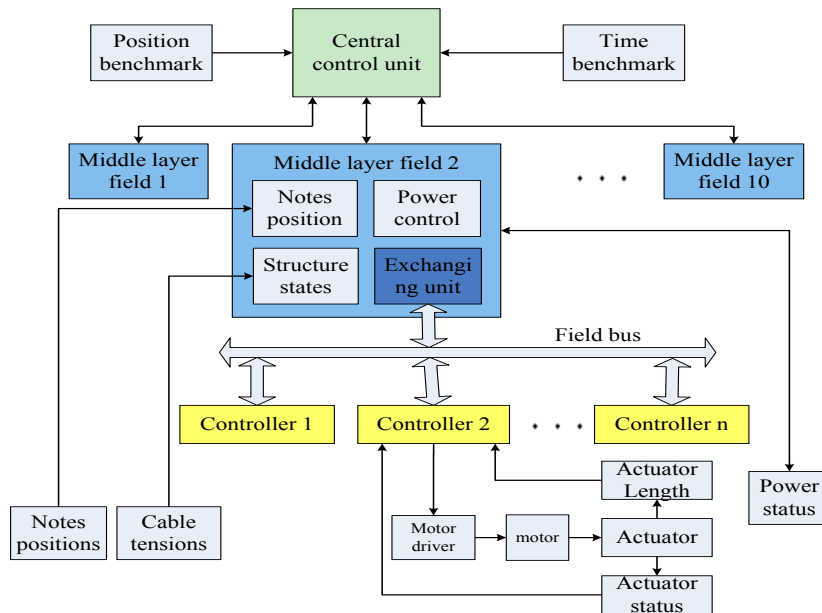 Position
benchmark
Central
control unit
Time
benchmark
Middle layer
field 1
Middle layer field 2
Middle layer
field 10
Notes
position
Power
control
Structure
states
Exchangi
ng unit
Field bus
Controller 1
Controller 2
Controller n
Actuator
Length
Power
status
Notes
positions
Cable
tensions
Motor
driver
motor
Actuator
Actuator
status